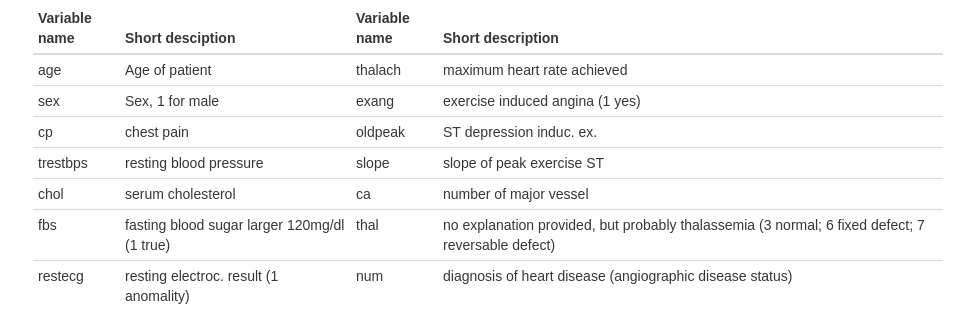 Variable name Short desciption Variable name Short description
age Age of patient thalach maximum heart rate achieved
sex Sex, 1 for male exang exercise induced angina (1 yes)
cp chest pain oldpeak ST depression induc. ex.
trestbps resting blood pressure slope slope of peak exercise ST
chol serum cholesterol ca number of major vessel
fbs fasting blood sugar larger 120mg/dl (1 true) thal no explanation provided, but probably thalassemia (3 normal; 6 fixed defect; 7 reversable defect)
restecg resting electroc. result (1 anomality) num diagnosis of heart disease (angiographic disease status)